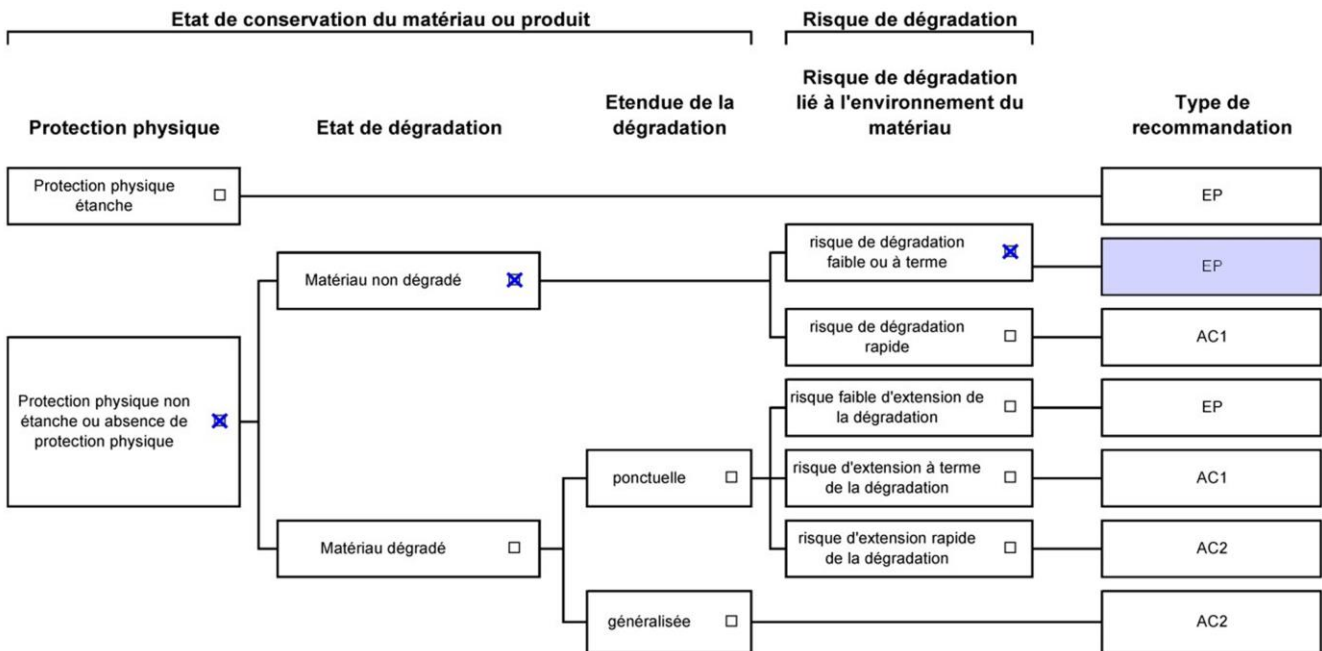 Etat de conservation du matériau ou produit
Risque de dégradation
Protection physique
Etat de dégradation
Etendue de la
dégradation
Risque de dégradation
lié à l'environnement du
matériau
Type de
recommandation
Protection physique
étanche
EP
risque de dégradation
faible ou à terme
EP
Matériau non dégradé
risque de dégradation
rapide
AC1
Protection physique non
étanche ou absence de
protection physique
risque faible d'extension de
la dégradation
EP
ponctuelle
risque d'extension à terme
de la dégradation
AC1
Matériau dégradé
risque d'extension rapide
de la dégradation
AC2
généralisée
AC2